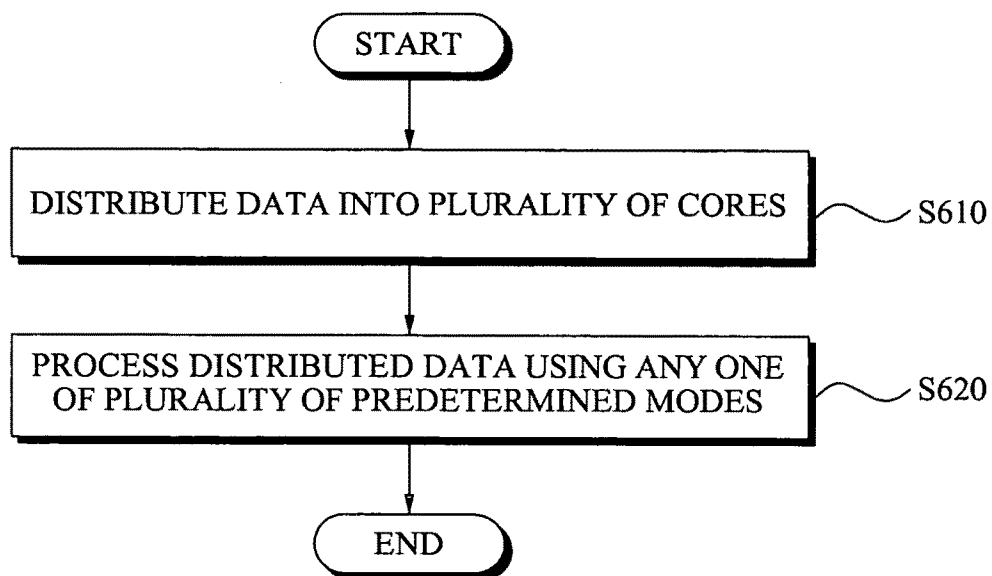 START
DISTRIBUTE DATA INTO PLURALITY OF CORES
S610
PROCESS DISTRIBUTED DATA USING ANY ONE
OF PLURALITY OF PREDETERMINED MODES
S620
END